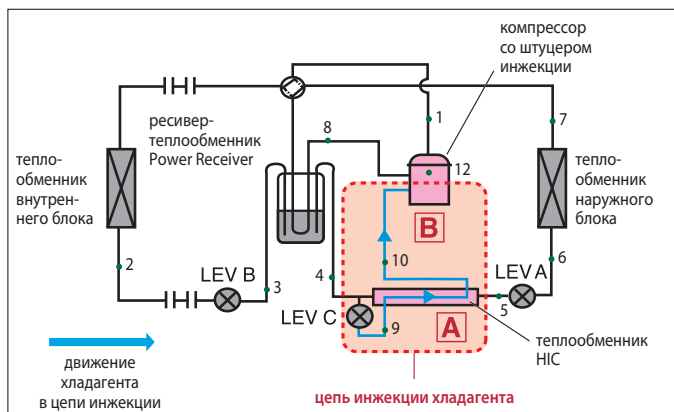 компрессор
со штуцером
инжекции
ресивер-
теплообменник
Power Receiver
1
7
8
тепло-
обменник
внутрен-
него блока
12
тепло-
обменник
наружного
блока
B
2
LEV B
3
4
10
LEV A
6
5
LEV C
9
A
движение
хладагента
в цепи инжекции
теплообменник
HIC
цепь инжекции хладагента